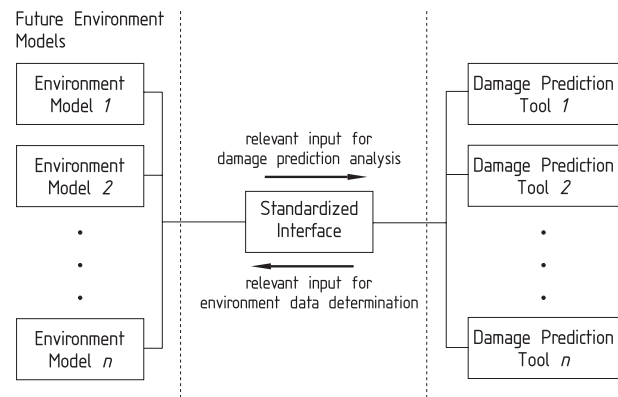 Future Environment
Models
Environment
Model 1
Environment
Model 2
Environment
Model n
relevant input for
damage prediction analysis
Standardized
Interface
relevant input for
environment data determination
Damage Prediction
Tool 1
Damage Prediction
Tool 2
Damage Prediction
Tool n